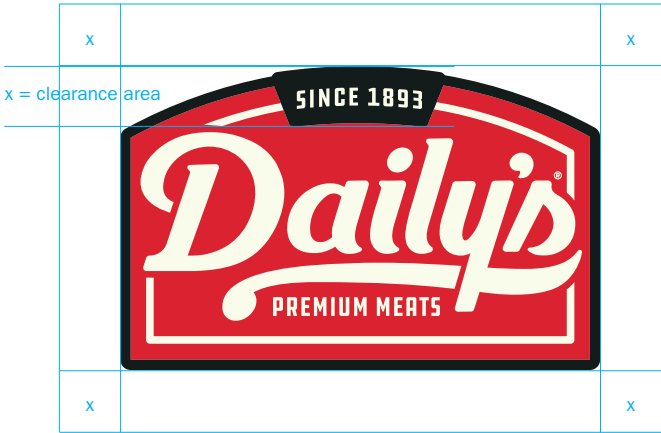 x x
x = clearance area
SINCE 1893
Daily's®
PREMIUM MEATS
x x